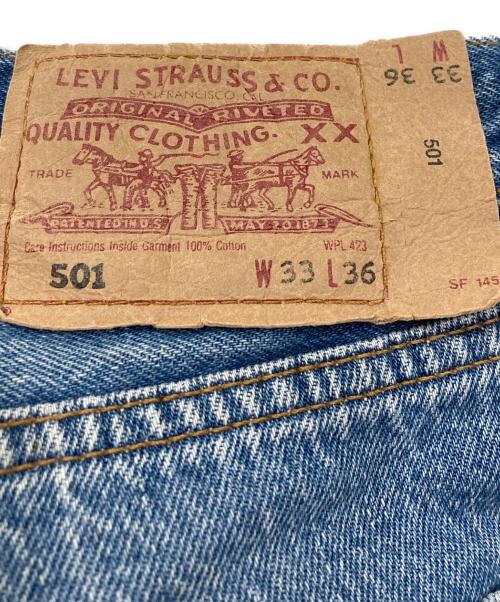 LEVI STRAUSS & CO.
SAN FRANCISCO, CAL.
ORIGINAL RIVETED
QUALITY CLOTHING. XX
TRADE MARK
PATENTED IN U.S. MAY 20 1873
Care Instructions Inside Garment 100% Cotton WPL 423
501 W 33 L 36
W L
33 36
501
SF 145